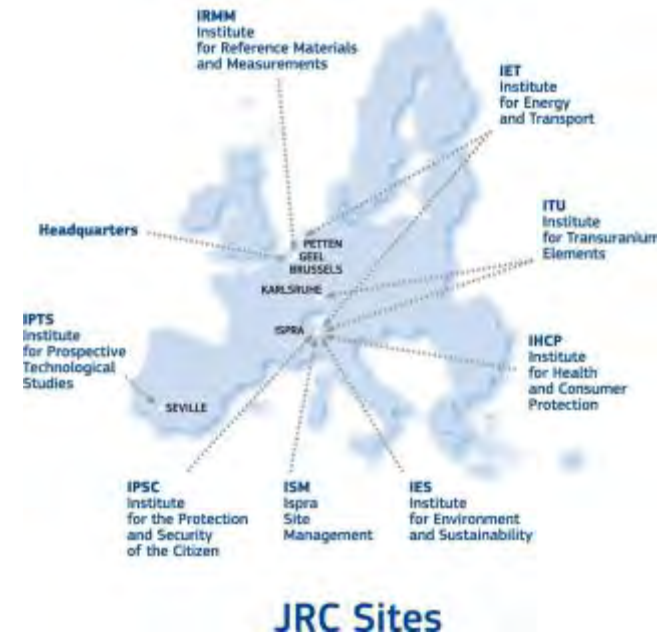 IRMM
Institute
for Reference Materials
and Measurements
IET
Institute
for Energy
and Transport
ITU
Institute
for Transuranium
Elements
Headquarters
PETTEN
GEEL
BRUSSELS
KARLSRUHE
ISPRA
IPTS
Institute
for Prospective
Technological
Studies
IHCP
Institute
for Health
and Consumer
Protection
SEVILLE
IPSC
Institute
for the Protection
and Security
of the Citizen
ISM
Ispra
Site
Management
IES
Institute
for Environment
and Sustainability
JRC Sites